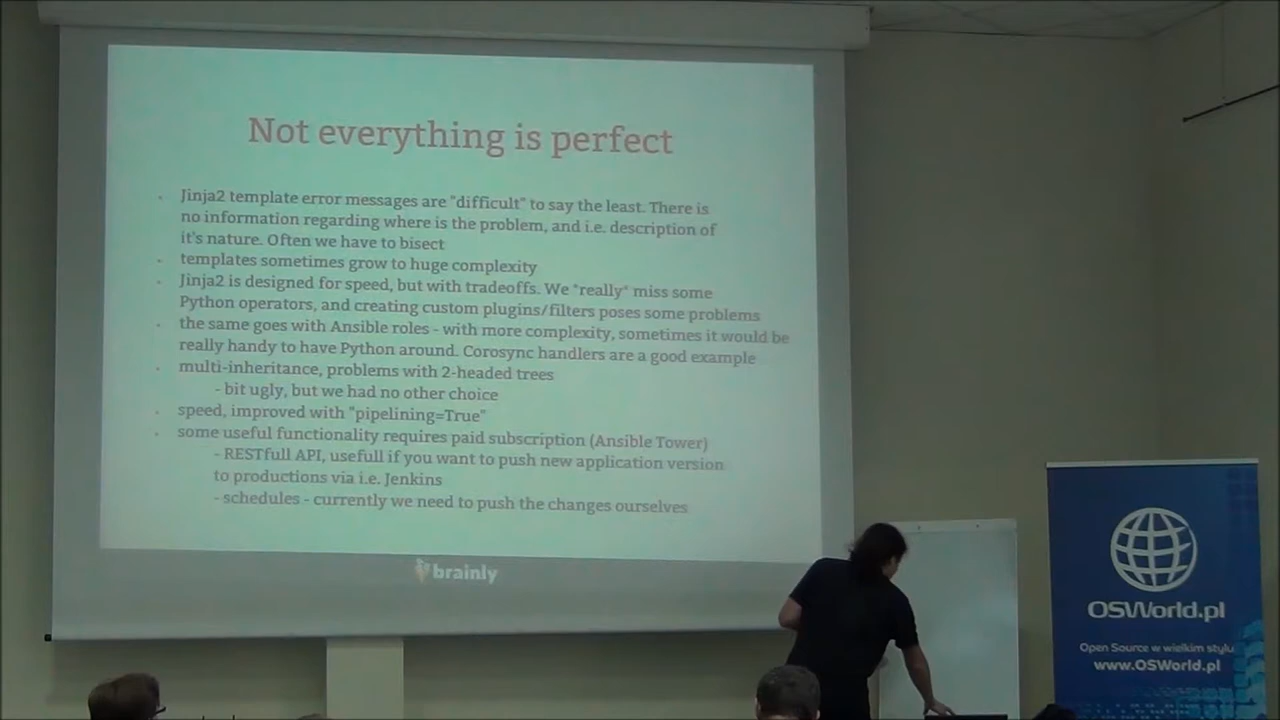 Not everything is perfect
Jinja2 template error messages are "difficult" to say the least. There is
no information regarding where is the problem, and i.e. description of
it's nature. Often we have to bisect
templates sometimes grow to huge complexity
Jinja2 is designed for speed, but with tradeoffs. We "really" miss some
Python operators, and creating custom plugins/filters poses some problems
the same goes with Ansible roles - with more complexity, sometimes it would be
really handy to have Python around. Corosync handlers are a good example
multi-inheritance, problems with 2-headed trees
- bit ugly, but we had no other choice
speed, improved with "pipelining=True"
some useful functionality requires paid subscription (Ansible Tower)
- RESTfull API, usefull if you want to push new application version
to productions via i.e. Jenkins
- schedules - currently we need to push the changes ourselves
brainly
OSWorld.pl
Open Source w wielkim stylu
www.OSWorld.pl